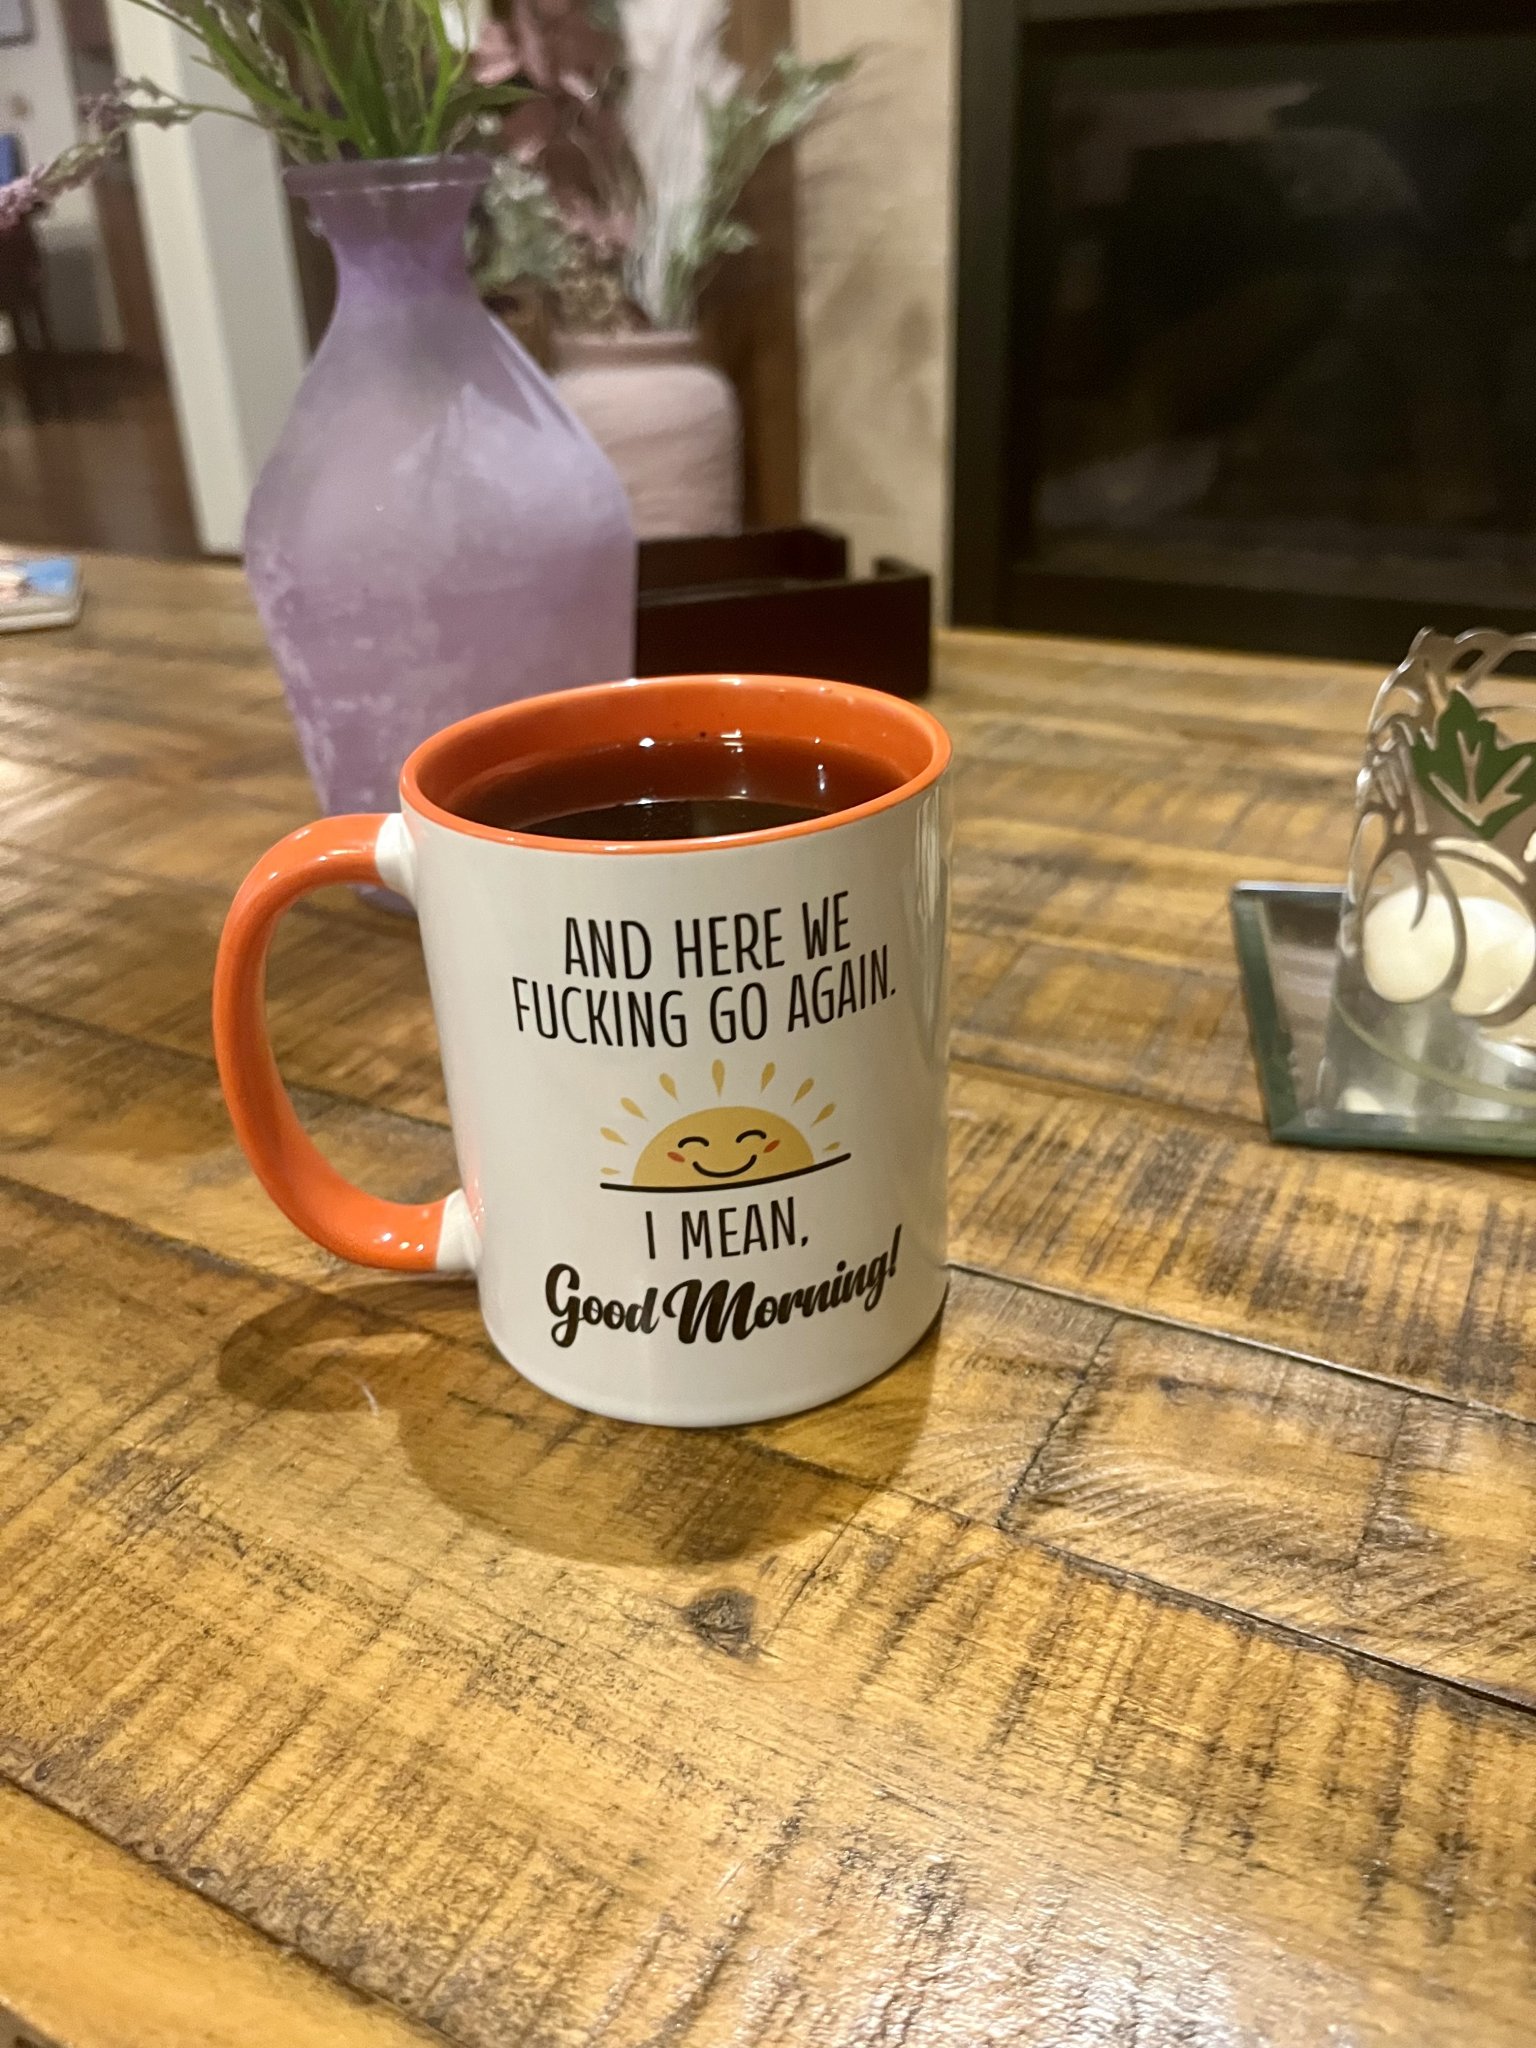 AND HERE WE
FUCKING GO AGAIN.
I MEAN,
Good Morning!